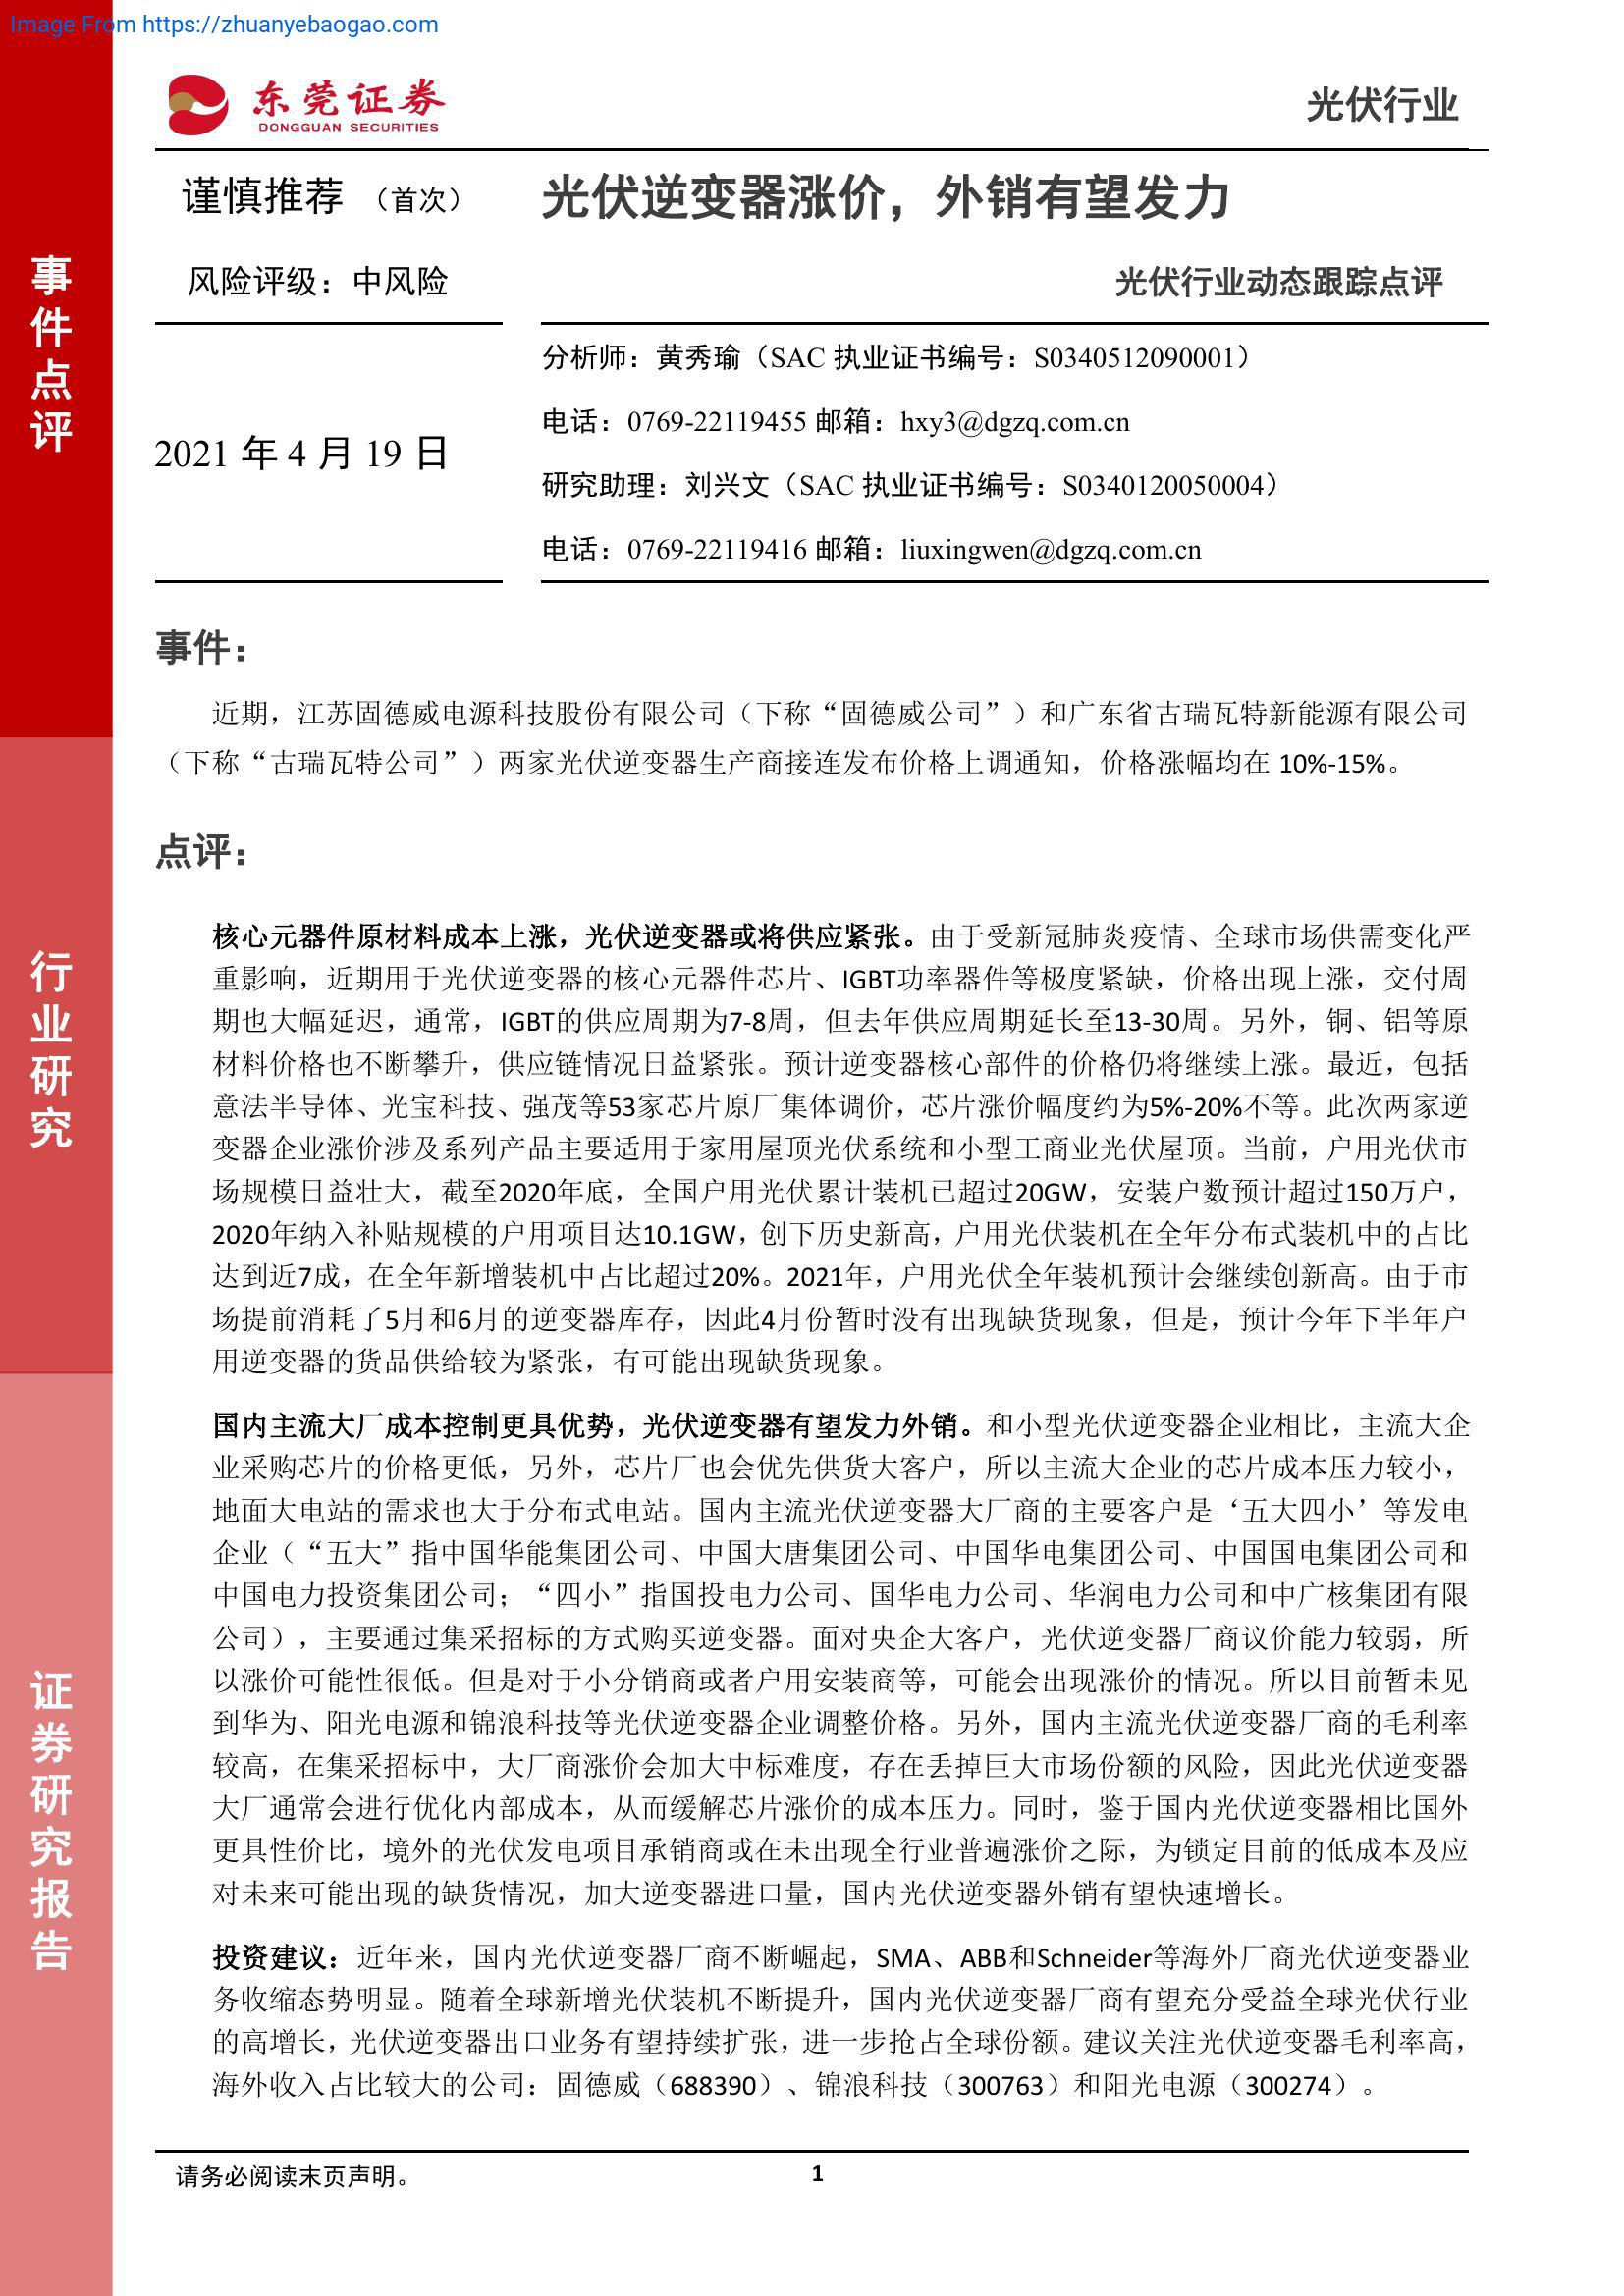 Image From https://zhuanyebaogao.com
东莞证券
DONGGUAN SECURITIES
光伏行业
谨慎推荐 （首次）
光伏逆变器涨价，外销有望发力
风险评级：中风险
光伏行业动态跟踪点评
2021 年 4 月 19 日
分析师：黄秀瑜（SAC 执业证书编号：S0340512090001）
电话：0769-22119455 邮箱：hxy3@dgzq.com.cn
研究助理：刘兴文（SAC 执业证书编号：S0340120050004）
电话：0769-22119416 邮箱：liuxingwen@dgzq.com.cn
事件点评
行业研究
证券研究报告
事件：
近期，江苏固德威电源科技股份有限公司（下称“固德威公司”）和广东省古瑞瓦特新能源有限公司
（下称“古瑞瓦特公司”）两家光伏逆变器生产商接连发布价格上调通知，价格涨幅均在 10%-15%。
点评：
核心元器件原材料成本上涨，光伏逆变器或将供应紧张。由于受新冠肺炎疫情、全球市场供需变化严
重影响，近期用于光伏逆变器的核心元器件芯片、IGBT功率器件等极度紧缺，价格出现上涨，交付周
期也大幅延迟，通常，IGBT的供应周期为7-8周，但去年供应周期延长至13-30周。另外，铜、铝等原
材料价格也不断攀升，供应链情况日益紧张。预计逆变器核心部件的价格仍将继续上涨。最近，包括
意法半导体、光宝科技、强茂等53家芯片原厂集体调价，芯片涨价幅度约为5%-20%不等。此次两家逆
变器企业涨价涉及系列产品主要适用于家用屋顶光伏系统和小型工商业光伏屋顶。当前，户用光伏市
场规模日益壮大，截至2020年底，全国户用光伏累计装机已超过20GW，安装户数预计超过150万户，
2020年纳入补贴规模的户用项目达10.1GW，创下历史新高，户用光伏装机在全年分布式装机中的占比
达到近7成，在全年新增装机中占比超过20%。2021年，户用光伏全年装机预计会继续创新高。由于市
场提前消耗了5月和6月的逆变器库存，因此4月份暂时没有出现缺货现象，但是，预计今年下半年户
用逆变器的货品供给较为紧张，有可能出现缺货现象。
国内主流大厂成本控制更具优势，光伏逆变器有望发力外销。和小型光伏逆变器企业相比，主流大企
业采购芯片的价格更低，另外，芯片厂也会优先供货大客户，所以主流大企业的芯片成本压力较小，
地面大电站的需求也大于分布式电站。国内主流光伏逆变器大厂商的主要客户是‘五大四小’等发电
企业（“五大”指中国华能集团公司、中国大唐集团公司、中国华电集团公司、中国国电集团公司和
中国电力投资集团公司；“四小”指国投电力公司、国华电力公司、华润电力公司和中广核集团有限
公司），主要通过集采招标的方式购买逆变器。面对央企大客户，光伏逆变器厂商议价能力较弱，所
以涨价可能性很低。但是对于小分销商或者户用安装商等，可能会出现涨价的情况。所以目前暂未见
到华为、阳光电源和锦浪科技等光伏逆变器企业调整价格。另外，国内主流光伏逆变器厂商的毛利率
较高，在集采招标中，大厂商涨价会加大中标难度，存在丢掉巨大市场份额的风险，因此光伏逆变器
大厂通常会进行优化内部成本，从而缓解芯片涨价的成本压力。同时，鉴于国内光伏逆变器相比国外
更具性价比，境外的光伏发电项目承销商或在未出现全行业普遍涨价之际，为锁定目前的低成本及应
对未来可能出现的缺货情况，加大逆变器进口量，国内光伏逆变器外销有望快速增长。
投资建议：近年来，国内光伏逆变器厂商不断崛起，SMA、ABB和Schneider等海外厂商光伏逆变器业
务收缩态势明显。随着全球新增光伏装机不断提升，国内光伏逆变器厂商有望充分受益全球光伏行业
的高增长，光伏逆变器出口业务有望持续扩张，进一步抢占全球份额。建议关注光伏逆变器毛利率高，
海外收入占比较大的公司：固德威（688390）、锦浪科技（300763）和阳光电源（300274）。
请务必阅读末页声明。
1